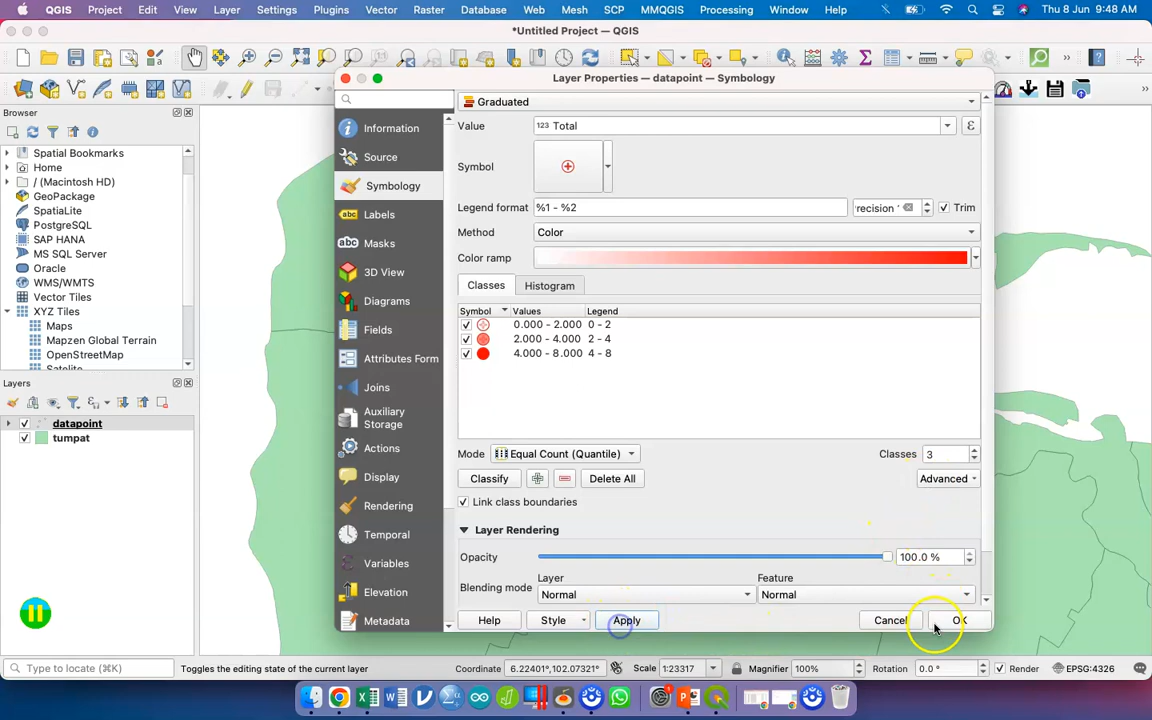 QGIS Project Edit View Layer Settings Plugins Vector Raster Database Web Mesh SCP MMQGIS Processing Window Help Thu 8 Jun 9:48 AM
*Untitled Project — QGIS
Layer Properties — datapoint — Symbology
Browser
Spatial Bookmarks
Home
/ (Macintosh HD)
GeoPackage
SpatiaLite
PostgreSQL
SAP HANA
MS SQL Server
Oracle
WMS/WMTS
Vector Tiles
XYZ Tiles
Maps
Mapzen Global Terrain
OpenStreetMap
Satelite
Layers
datapoint
tumpat
Information
Source
Symbology
abc Labels
abc Masks
3D View
Diagrams
Fields
Attributes Form
Joins
Auxiliary
Storage
Actions
Display
Rendering
Temporal
Variables
Elevation
Metadata
Graduated
Value 123 Total ε
Symbol
Legend format %1 - %2 recision Trim
Method Color
Color ramp
Classes Histogram
Symbol Values Legend
0.000 - 2.000 0 - 2
2.000 - 4.000 2 - 4
4.000 - 8.000 4 - 8
Mode Equal Count (Quantile) Classes 3
Classify Delete All Advanced
Link class boundaries
Layer Rendering
Opacity 100.0 %
Layer Feature
Blending mode Normal Normal
Help Style Apply Cancel OK
Type to locate (⌘K) Toggles the editing state of the current layer Coordinate 6.22401°,102.07321° Scale 1:23317 Magnifier 100% Rotation 0.0 ° Render EPSG:4326